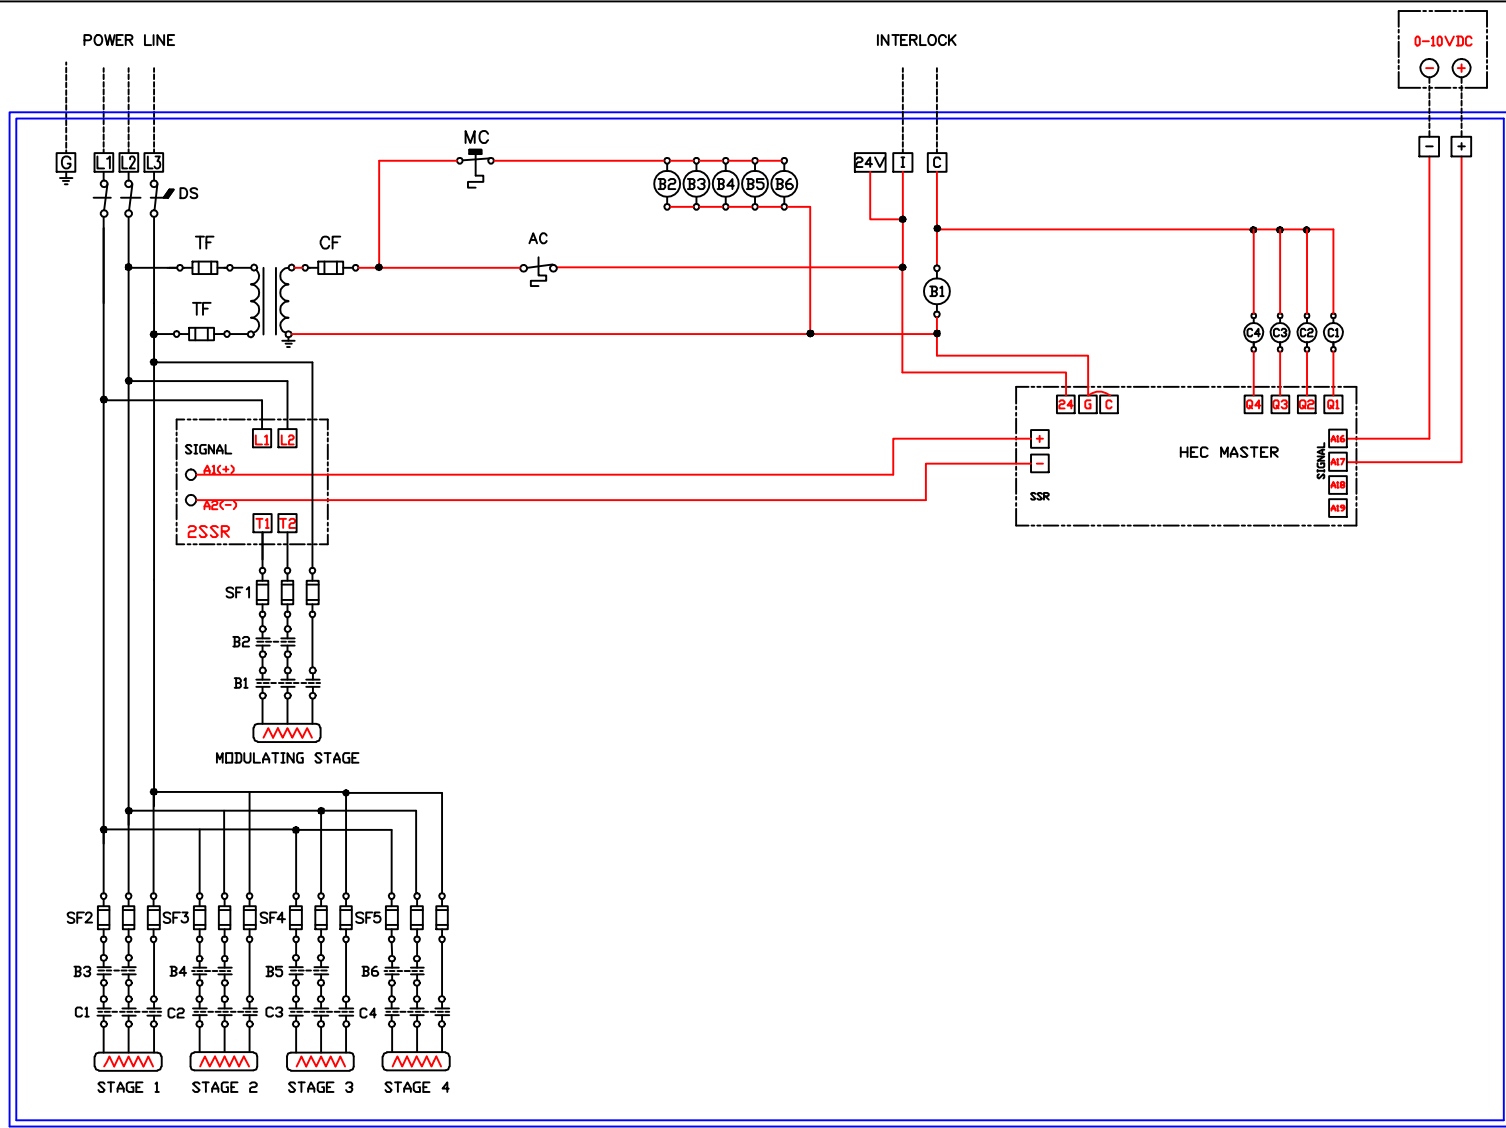 POWER LINE
INTERLOCK
0-10VDC
- +
G L1 L2 L3
DS
MC
B2 B3 B4 B5 B6
24V I C
- +
TF
CF
AC
TF
B1
C4 C3 C2 C1
24 G C
Q4 Q3 Q2 Q1
HEC MASTER
+
-
SSR
SIGNAL
A16
A17
A18
A19
L1 L2
SIGNAL
A1(+)
A2(-)
2SSR
T1 T2
SF1
B2
B1
MODULATING STAGE
SF2 SF3 SF4 SF5
B3 B4 B5 B6
C1 C2 C3 C4
STAGE 1 STAGE 2 STAGE 3 STAGE 4